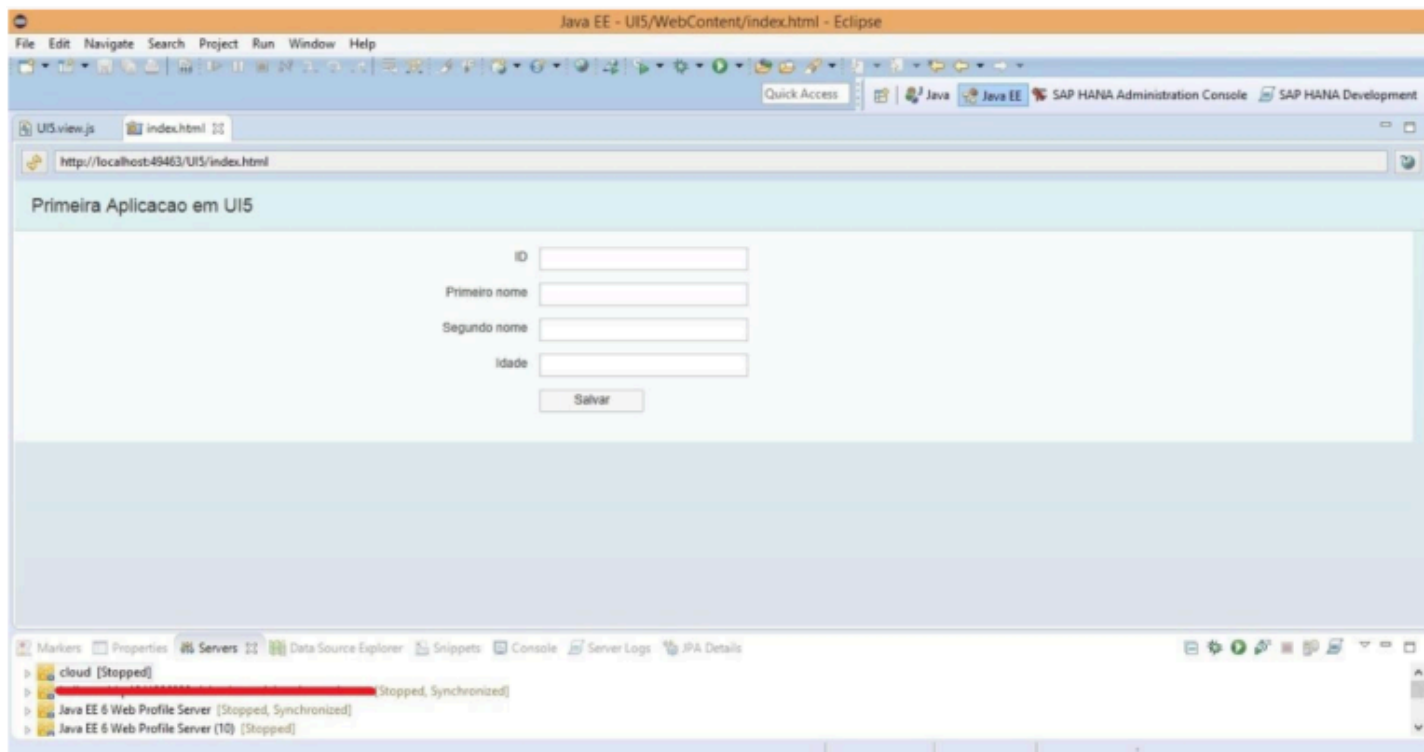 Java EE - UI5/WebContent/index.html - Eclipse
File Edit Navigate Search Project Run Window Help
Quick Access Java Java EE SAP HANA Administration Console SAP HANA Development
UI5.view.js index.html
http://localhost:49463/UI5/index.html
Primeira Aplicacao em UI5
ID
Primeiro nome
Segundo nome
Idade
Salvar
Markers Properties Servers Data Source Explorer Snippets Console Server Logs JPA Details
cloud [Stopped]
[Stopped, Synchronized]
Java EE 6 Web Profile Server [Stopped, Synchronized]
Java EE 6 Web Profile Server (10) [Stopped]